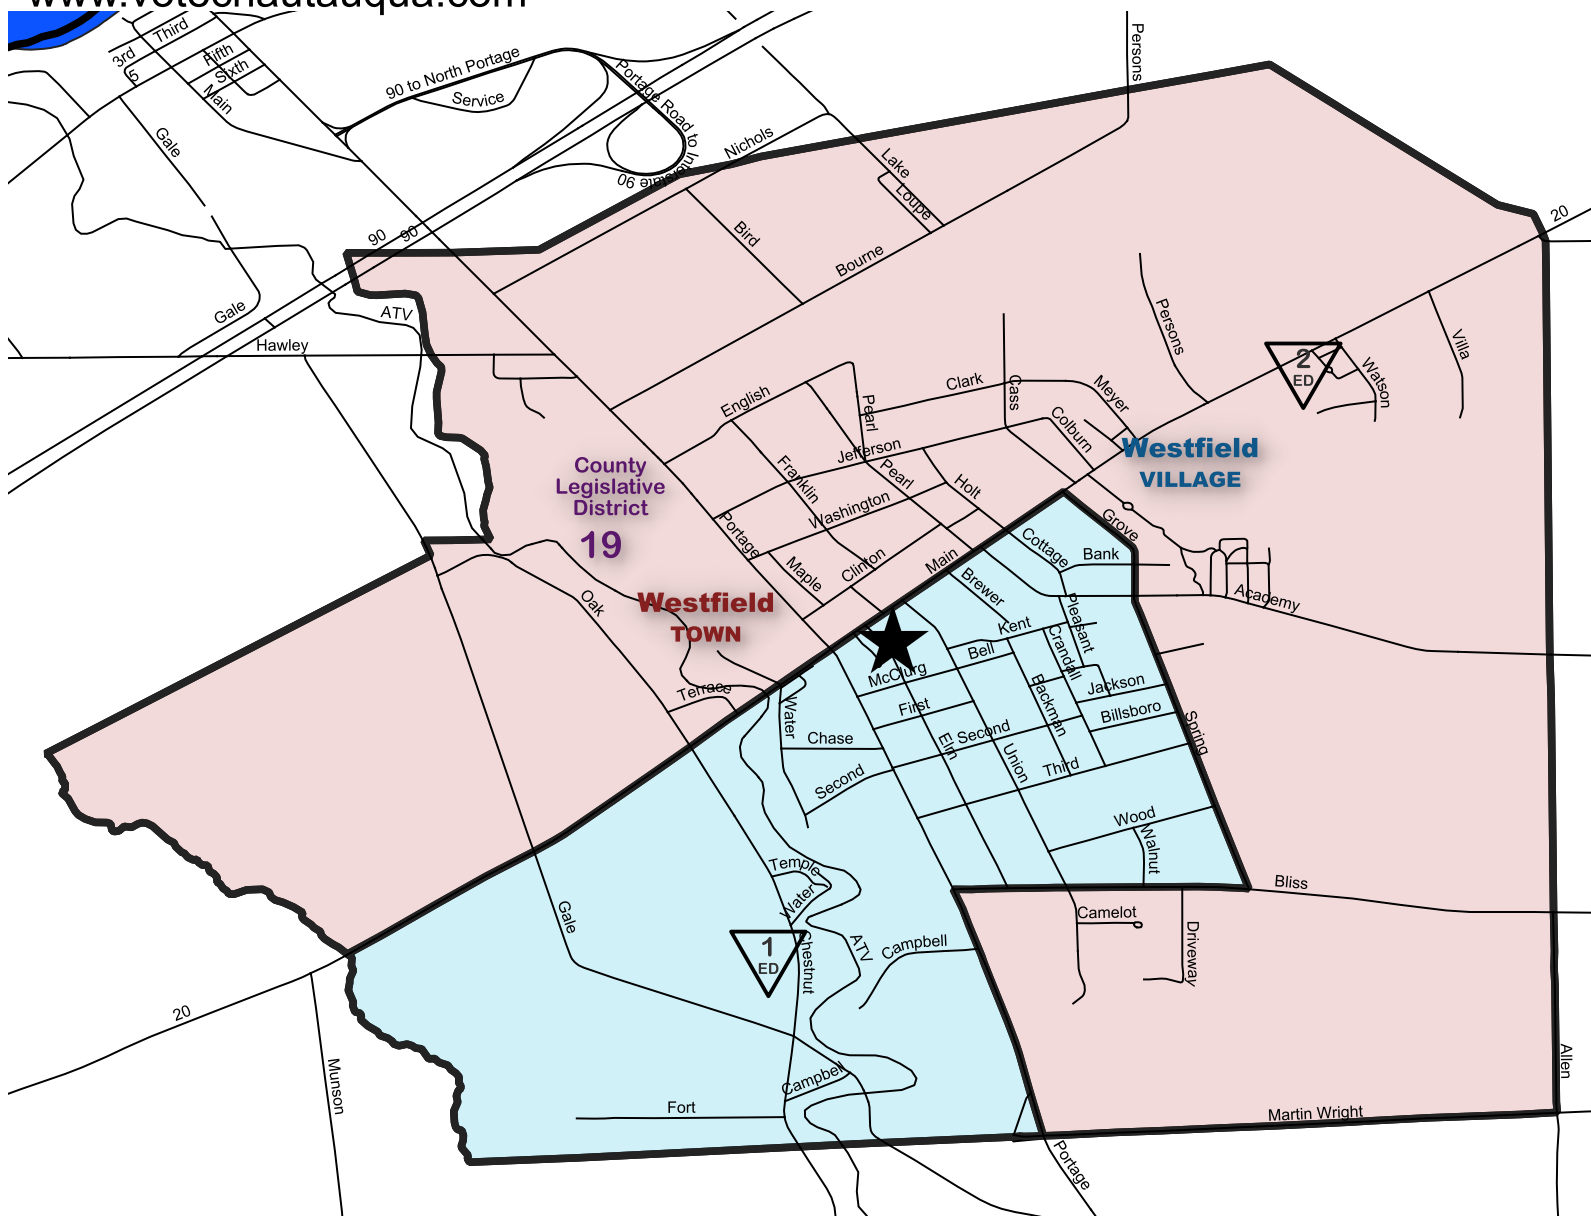 www.votechautauqua.com
Third
3rd
5
Fifth
Sixth
Main
90 to North Portage
Service
Portage Road to Interstate 90
Persons
Gale
Nichols
Lake
Loupe
20
90
90
Bird
Bourne
Gale
ATV
Hawley
Persons
Villa
2
ED
Watson
English
Pearl
Clark
Cass
Meyer
Colburn
Jefferson
Westfield
VILLAGE
County
Legislative
District
19
Franklin
Pearl
Holt
Washington
Portage
Grove
Cottage
Bank
Maple
Clinton
Main
Brewer
Academy
Oak
Westfield
TOWN
Pleasant
Kent
Crandall
Bell
McClurg
Terrace
Water
Backman
Jackson
First
Billsboro
Spring
Chase
Elm
Second
Union
Third
Second
Wood
Walnut
Temple
Water
Bliss
Gale
Camelot
Driveway
1
ED
Chestnut
ATV
Campbell
20
Munson
Campbell
Allen
Fort
Martin Wright
Portage